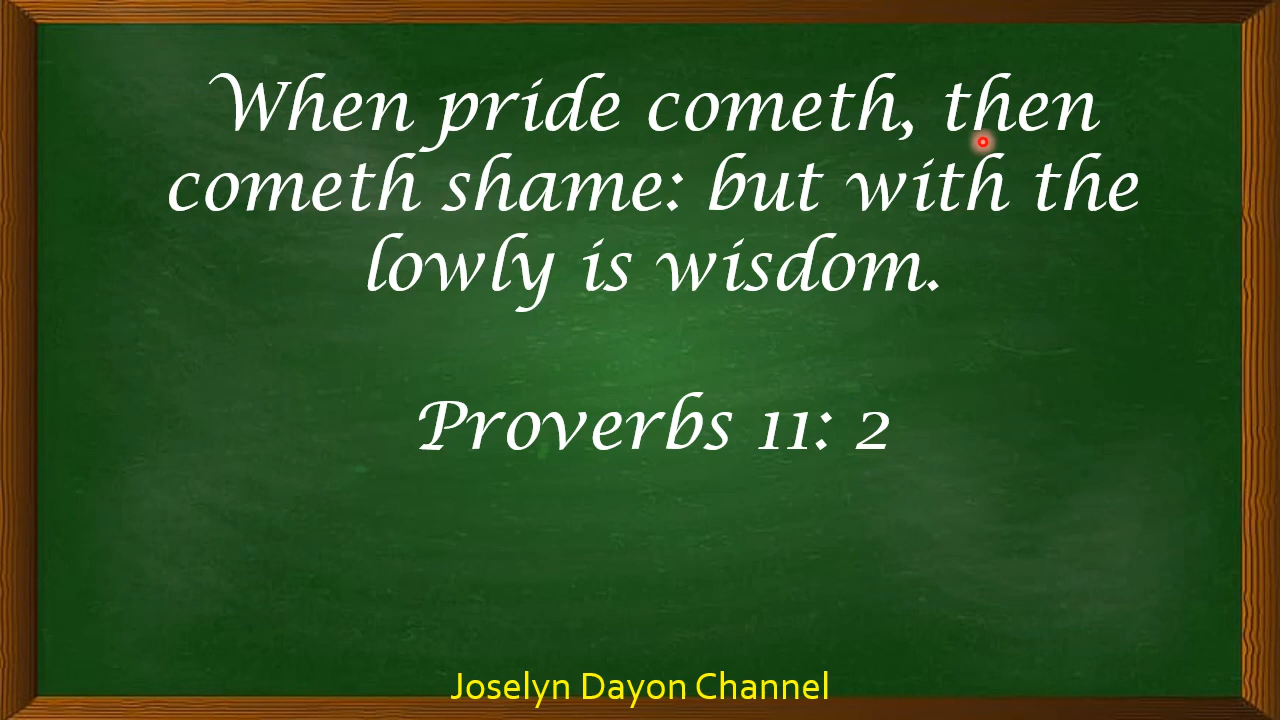 When pride cometh, then
cometh shame: but with the
lowly is wisdom.
Proverbs 11: 2
Joselyn Dayon Channel